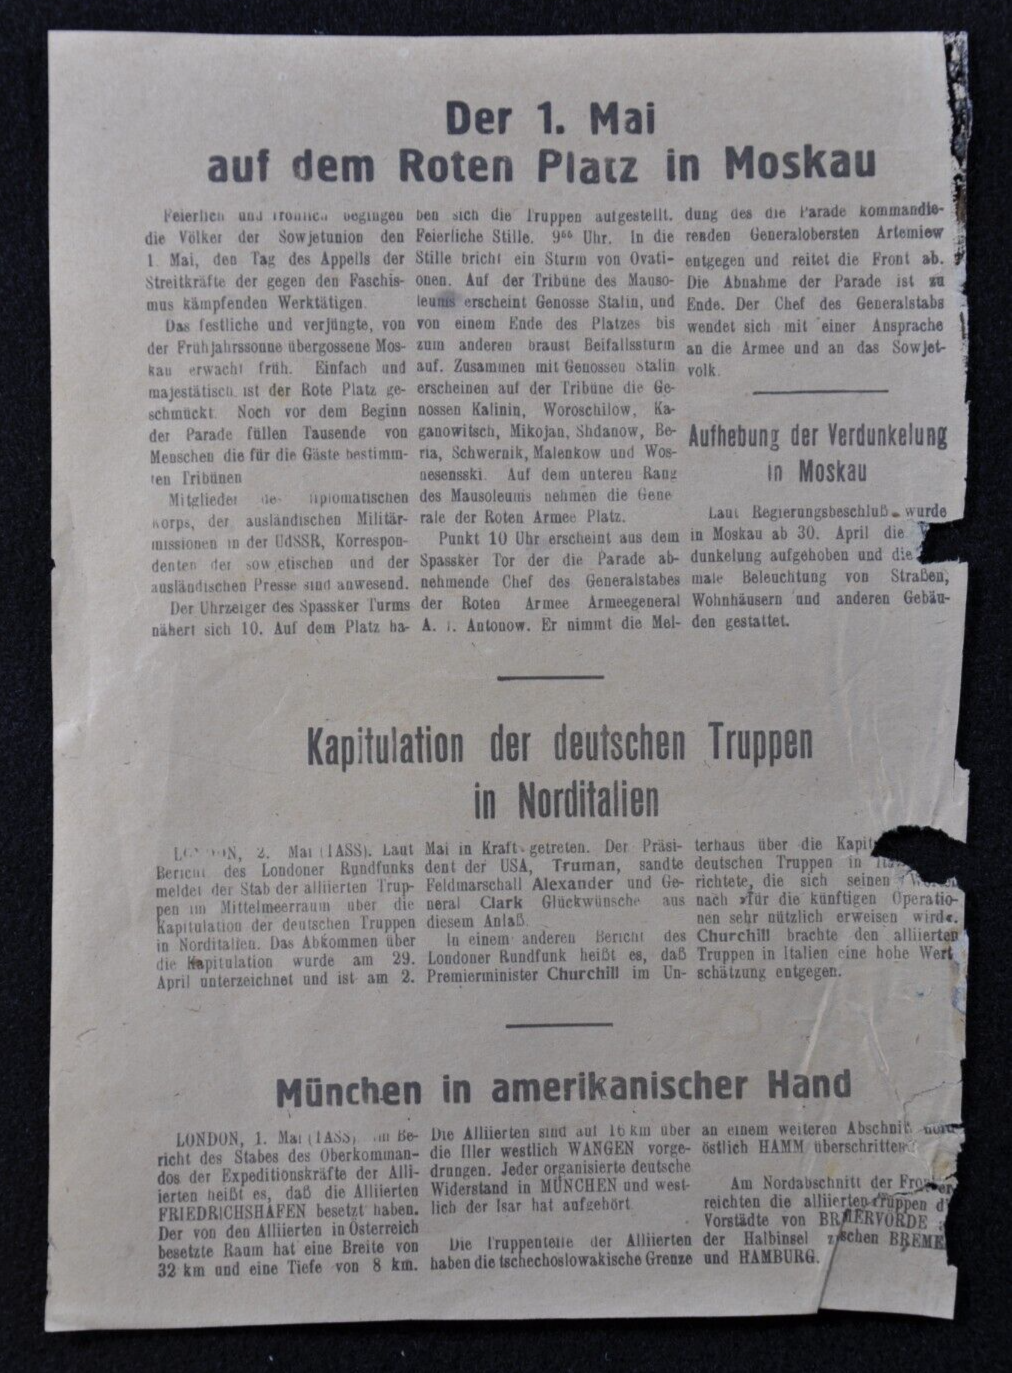 Der 1. Mai
auf dem Roten Platz in Moskau
Feierlich und fröhlich begingen
die Völker der Sowjetunion den
1. Mai, den Tag des Appells der
Streitkräfte der gegen den Faschis-
mus kämpfenden Werktätigen.
Das festliche und verjüngte, von
der Frühjahrssonne übergossene Mos-
kau erwacht früh. Einfach und
majestätisch ist der Rote Platz ge-
schmückt. Noch vor dem Beginn
der Parade füllen Tausende von
Menschen die für die Gäste bestimm-
ten Tribünen
Mitglieder des diplomatischen
Korps, der ausländischen Militär-
missionen in der UdSSR, Korrespon-
denten der sowjetischen und der
ausländischen Presse sind anwesend.
Der Uhrzeiger des Spassker Turms
nähert sich 10. Auf dem Platz ha-
ben sich die Truppen aufgestellt.
Feierliche Stille. Uhr. In die
Stille bricht ein Sturm von Ovati-
onen. Auf der Tribüne des Mauso-
leums erscheint Genosse Stalin, und
von einem Ende des Platzes bis
zum anderen braust Beifallssturm
auf. Zusammen mit Genossen Stalin
erscheinen auf der Tribüne die Ge-
nossen Kalinin, Woroschilow, Ka-
ganowitsch, Mikojan, Shdanow, Be-
ria, Schwernik, Malenkow und Wos-
nesensski. Auf dem unteren Rang
des Mausoleums nehmen die Gene
rale der Roten Armee Platz.
Punkt 10 Uhr erscheint aus dem
Spassker Tor der die Parade ab-
nehmende Chef des Generalstabes
der Roten Armee Armeegeneral
A. I. Antonow. Er nimmt die Mel-
dung des die Parade kommandie-
renden Generalobersten Artemiew
entgegen und reitet die Front ab.
Die Abnahme der Parade ist zu
Ende. Der Chef des Generalstabs
wendet sich mit einer Ansprache
an die Armee und an das Sowjet-
volk.
Aufhebung der Verdunkelung
in Moskau
Laut Regierungsbeschluß wurde
in Moskau ab 30. April die
dunkelung aufgehoben und die
male Beleuchtung von Straßen,
Wohnhäusern und anderen Gebäu-
den gestattet.
Kapitulation der deutschen Truppen
in Norditalien
LONDON, 2. Mai (TASS). Laut
Bericht des Londoner Rundfunks
meldet der Stab der alliierten Trup-
pen im Mittelmeerraum über die
Kapitulation der deutschen Truppen
in Norditalien. Das Abkommen über
die Kapitulation wurde am 29.
April unterzeichnet und ist am 2.
Mai in Kraft getreten. Der Präsi-
dent der USA, Truman, sandte
Feldmarschall Alexander und Ge-
neral Clark Glückwünsche aus
diesem Anlaß.
In einem anderen Bericht des
Londoner Rundfunk heißt es, daß
Premierminister Churchill im Un-
terhaus über die
deutschen Truppen in
richtete, die sich seinen
nach »für die künftigen Operatio-
nen sehr nützlich erweisen wird«.
Churchill brachte den alliierten
Truppen in Italien eine hohe Wert
schätzung entgegen.
München in amerikanischer Hand
LONDON, 1. Mai (TASS). Im Be-
richt des Stabes des Oberkomman-
dos der Expeditionskräfte der Alli-
ierten heißt es, daß die Alliierten
FRIEDRICHSHAFEN besetzt haben.
Der von den Alliierten in Österreich
besetzte Raum hat eine Breite von
32 km und eine Tiefe von 8 km.
Die Alliierten sind auf 16 km über
die Iller westlich WANGEN vorge-
drungen. Jeder organisierte deutsche
Widerstand in MÜNCHEN und west-
lich der Isar hat aufgehört
Die Truppenteile der Alliierten
haben die tschechoslowakische Grenze
an einem weiteren Abschnitt
östlich HAMM überschritten
Am Nordabschnitt der
reichten die alliierten Truppen
Vorstädte von
der Halbinsel
und HAMBURG.